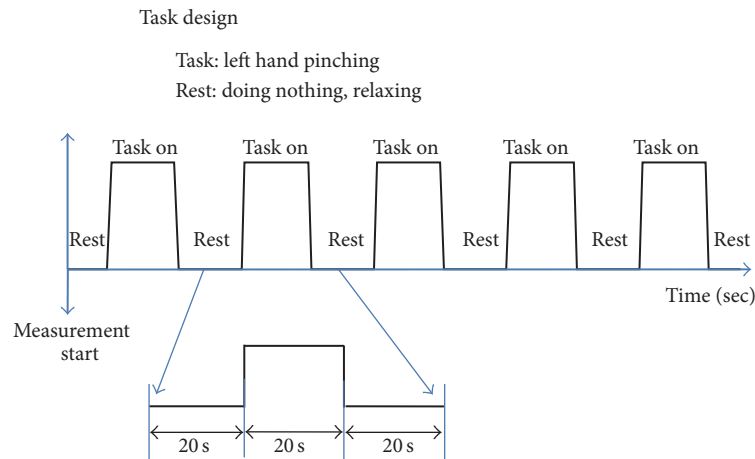 Task design
Task: left hand pinching
Rest: doing nothing, relaxing
Task on Task on Task on Task on Task on
Rest Rest Rest Rest Rest Rest
Time (sec)
Measurement
start
20 s 20 s 20 s